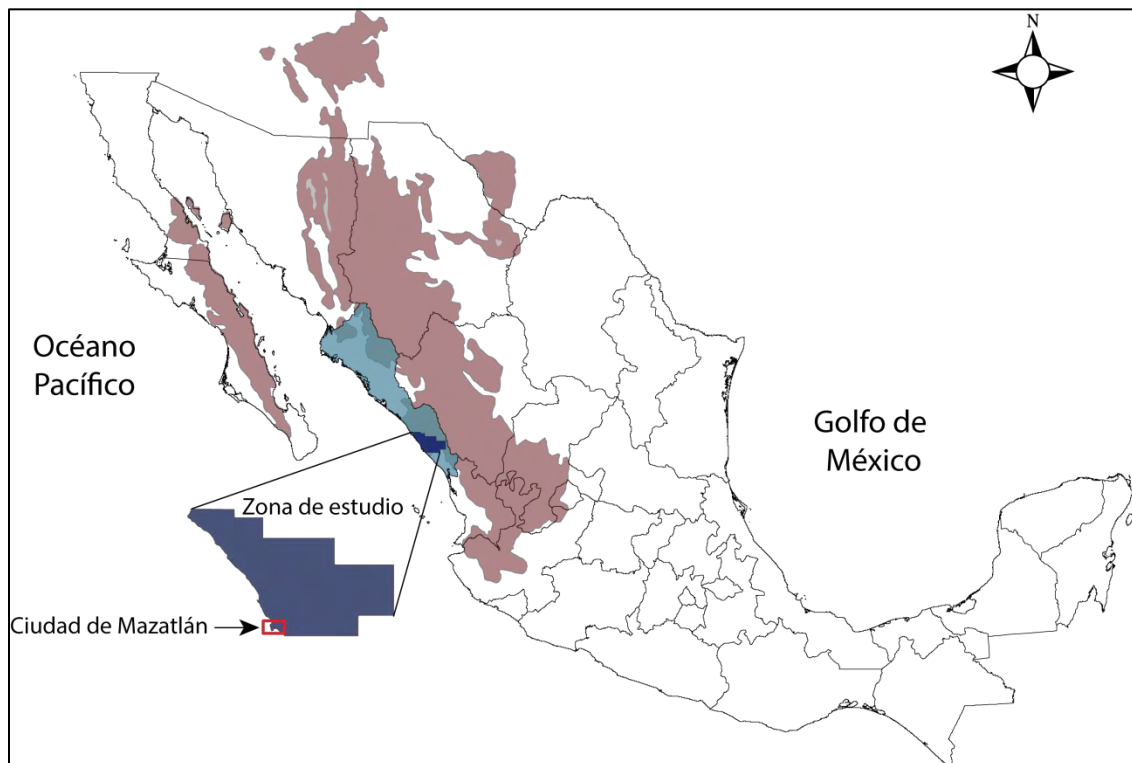 N
Océano
Pacífico
Golfo de
México
Zona de estudio
Ciudad de Mazatlán